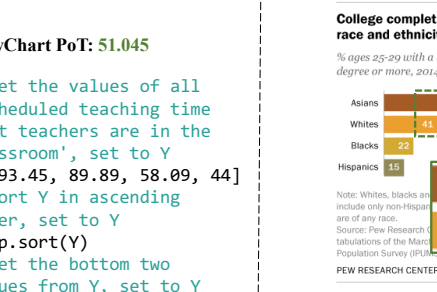 yChart PoT: 51.045
et the values of all
heduled teaching time
t teachers are in the
ssroom', set to Y
93.45, 89.89, 58.09, 44]
ort Y in ascending
er, set to Y
p.sort(Y)
et the bottom two
ues from Y, set to Y
College complet
race and ethnicit
% ages 25-29 with a
degree or more, 2014
Asians
Whites 41
Blacks 22
Hispanics 15
Note: Whites, blacks an
include only non-Hispan
are of any race.
Source: Pew Research C
tabulations of the March
Population Survey (IPUM
PEW RESEARCH CENTER